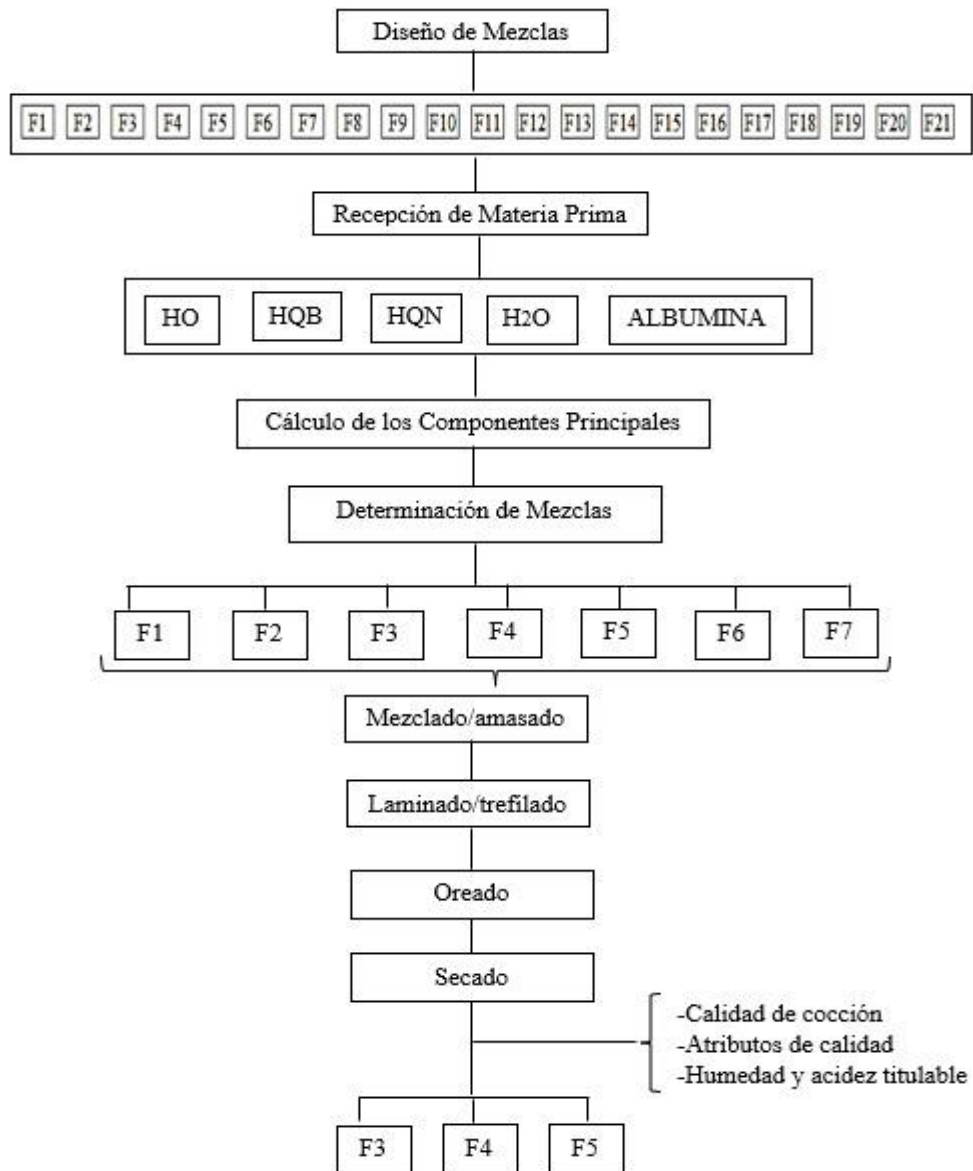 Diseño de Mezclas
F1 F2 F3 F4 F5 F6 F7 F8 F9 F10 F11 F12 F13 F14 F15 F16 F17 F18 F19 F20 F21
Recepción de Materia Prima
HO HQB HQN H2O ALBUMINA
Cálculo de los Componentes Principales
Determinación de Mezclas
F1 F2 F3 F4 F5 F6 F7
Mezclado/amasado
Laminado/trefilado
Oreado
Secado
-Calidad de cocción
-Atributos de calidad
-Humedad y acidez titulable
F3 F4 F5